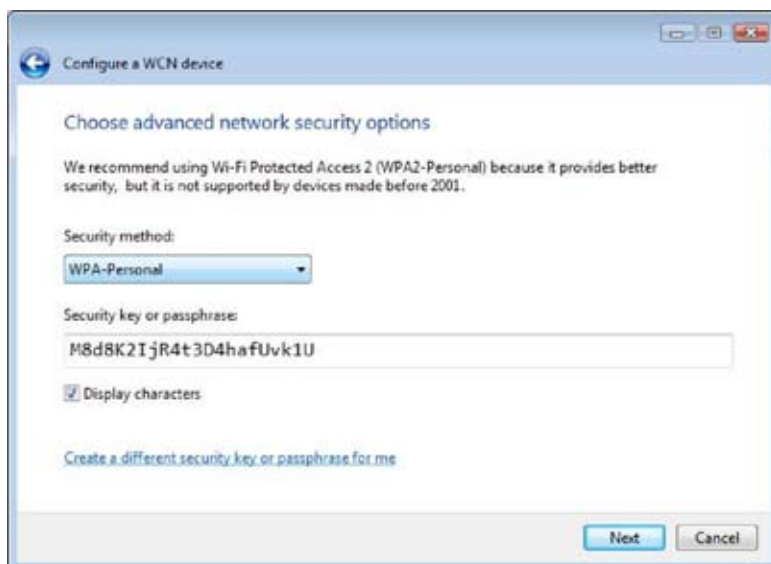 Configure a WCN device
Choose advanced network security options
We recommend using Wi-Fi Protected Access 2 (WPA2-Personal) because it provides better
security, but it is not supported by devices made before 2001.
Security method:
WPA-Personal
Security key or passphrase:
M8d8K2IjR4t3D4hafUvk1U
Display characters
Create a different security key or passphrase for me
Next
Cancel